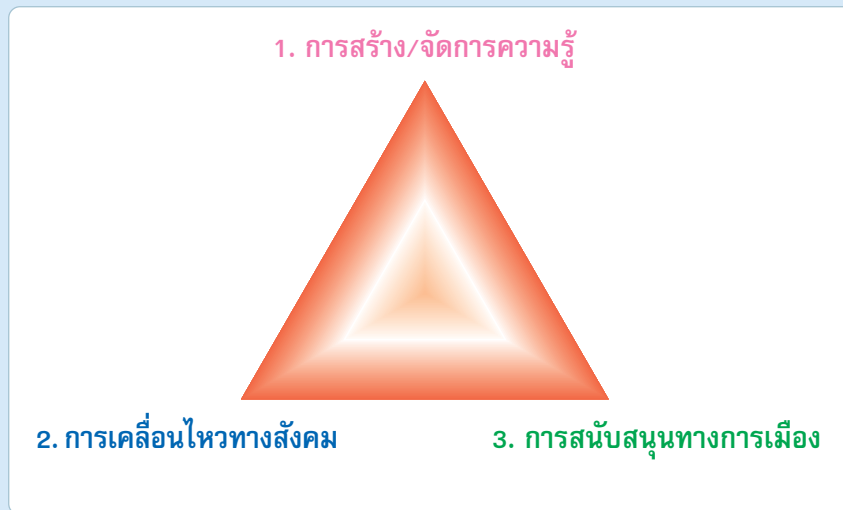 1. การสร้าง/จัดการความรู้
2. การเคลื่อนไหวทางสังคม
3. การสนับสนุนทางการเมือง